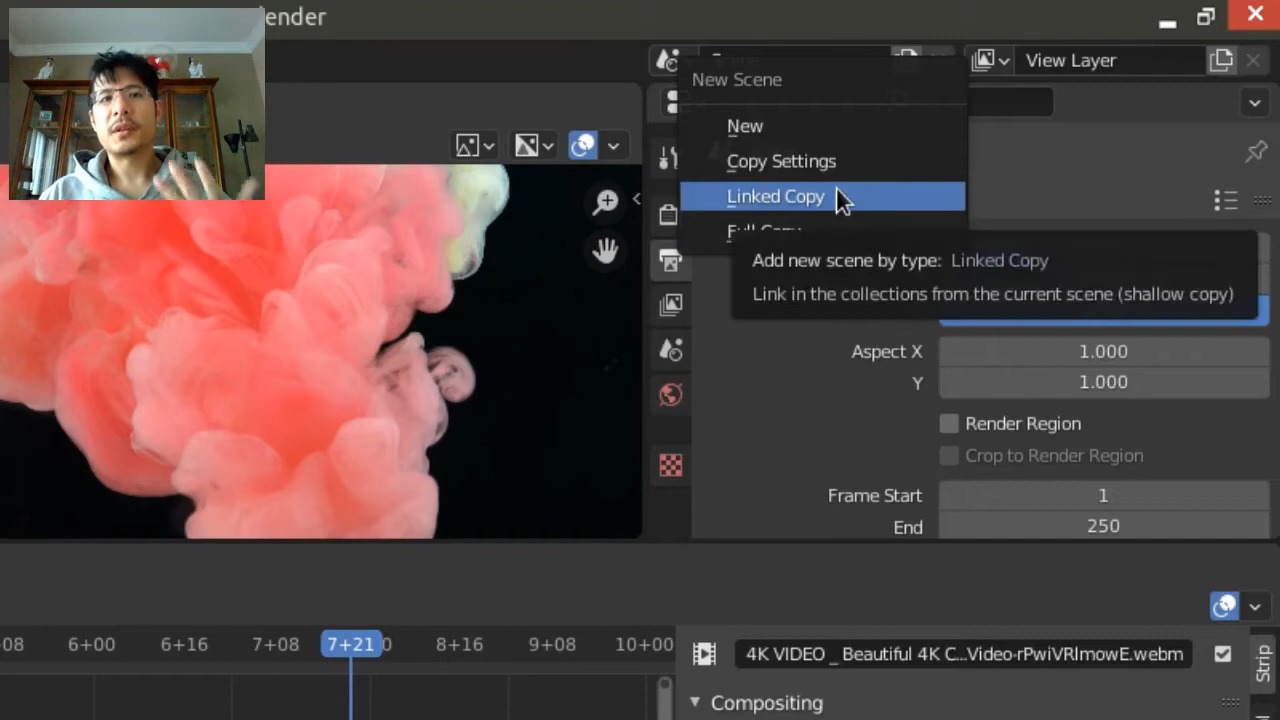 ender
View Layer
New Scene
New
Copy Settings
Linked Copy
Full Copy
Add new scene by type: Linked Copy
Link in the collections from the current scene (shallow copy)
Aspect X 1.000
Y 1.000
Render Region
Crop to Render Region
Frame Start 1
End 250
-08 6+00 6+16 7+08 7+21 0 8+16 9+08 10+00
4K VIDEO _ Beautiful 4K C...Video-rPwiVRImowE.webm
Strip
Compositing